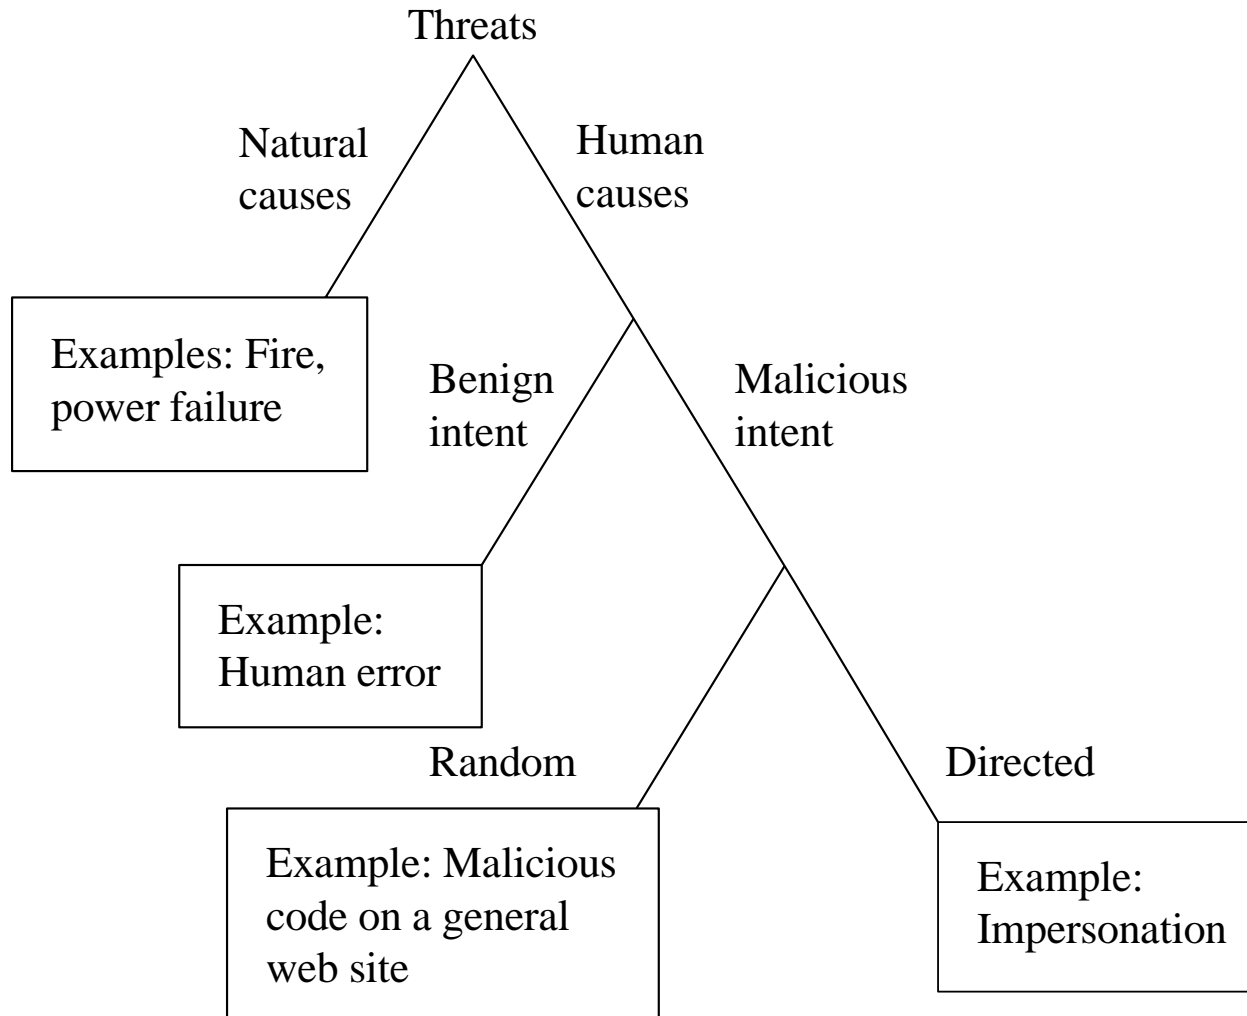 Threats
Natural
causes
Human
causes
Examples: Fire,
power failure
Benign
intent
Malicious
intent
Example:
Human error
Random
Directed
Example: Malicious
code on a general
web site
Example:
Impersonation